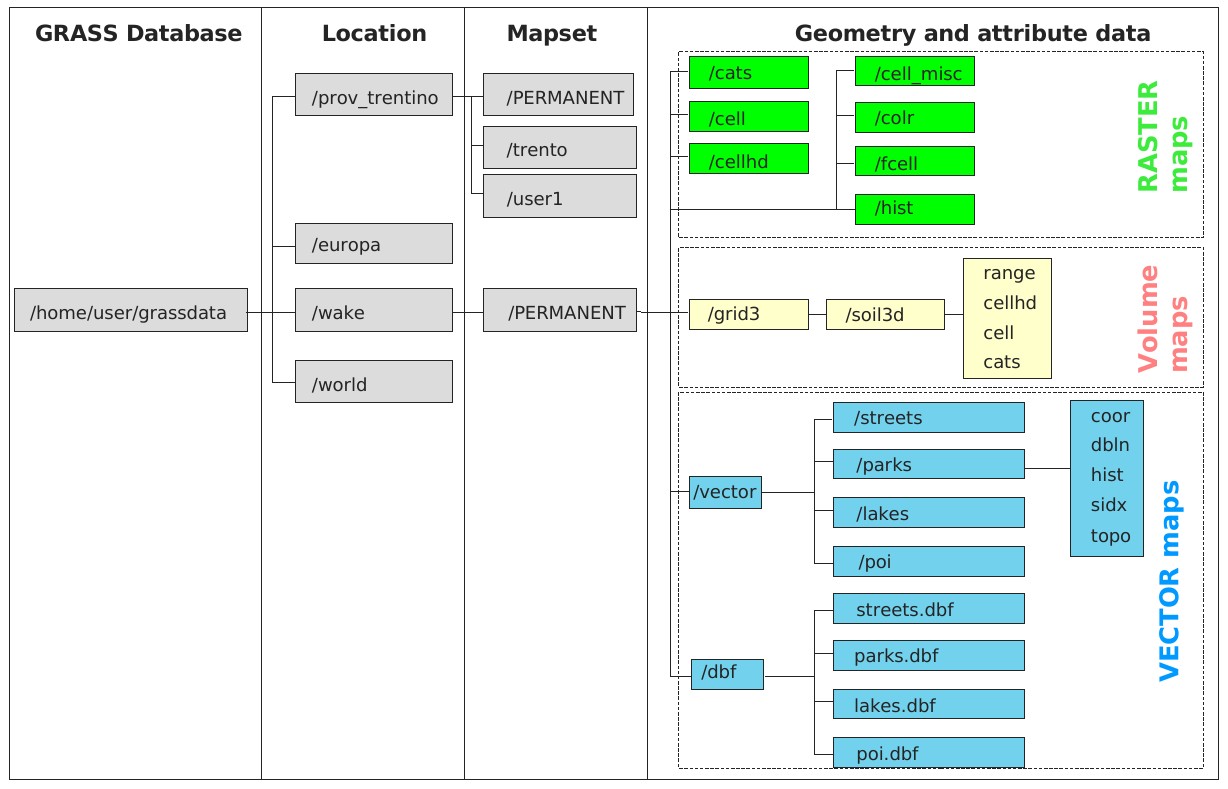 GRASS Database
Location
Mapset
Geometry and attribute data
/home/user/grassdata
/prov_trentino
/europa
/wake
/world
/PERMANENT
/trento
/user1
/PERMANENT
/cats
/cell
/cellhd
/cell_misc
/colr
/fcell
/hist
RASTER
maps
/grid3
/soil3d
range
cellhd
cell
cats
Volume
maps
/vector
/streets
/parks
/lakes
/poi
coor
dbln
hist
sidx
topo
/dbf
streets.dbf
parks.dbf
lakes.dbf
poi.dbf
VECTOR maps